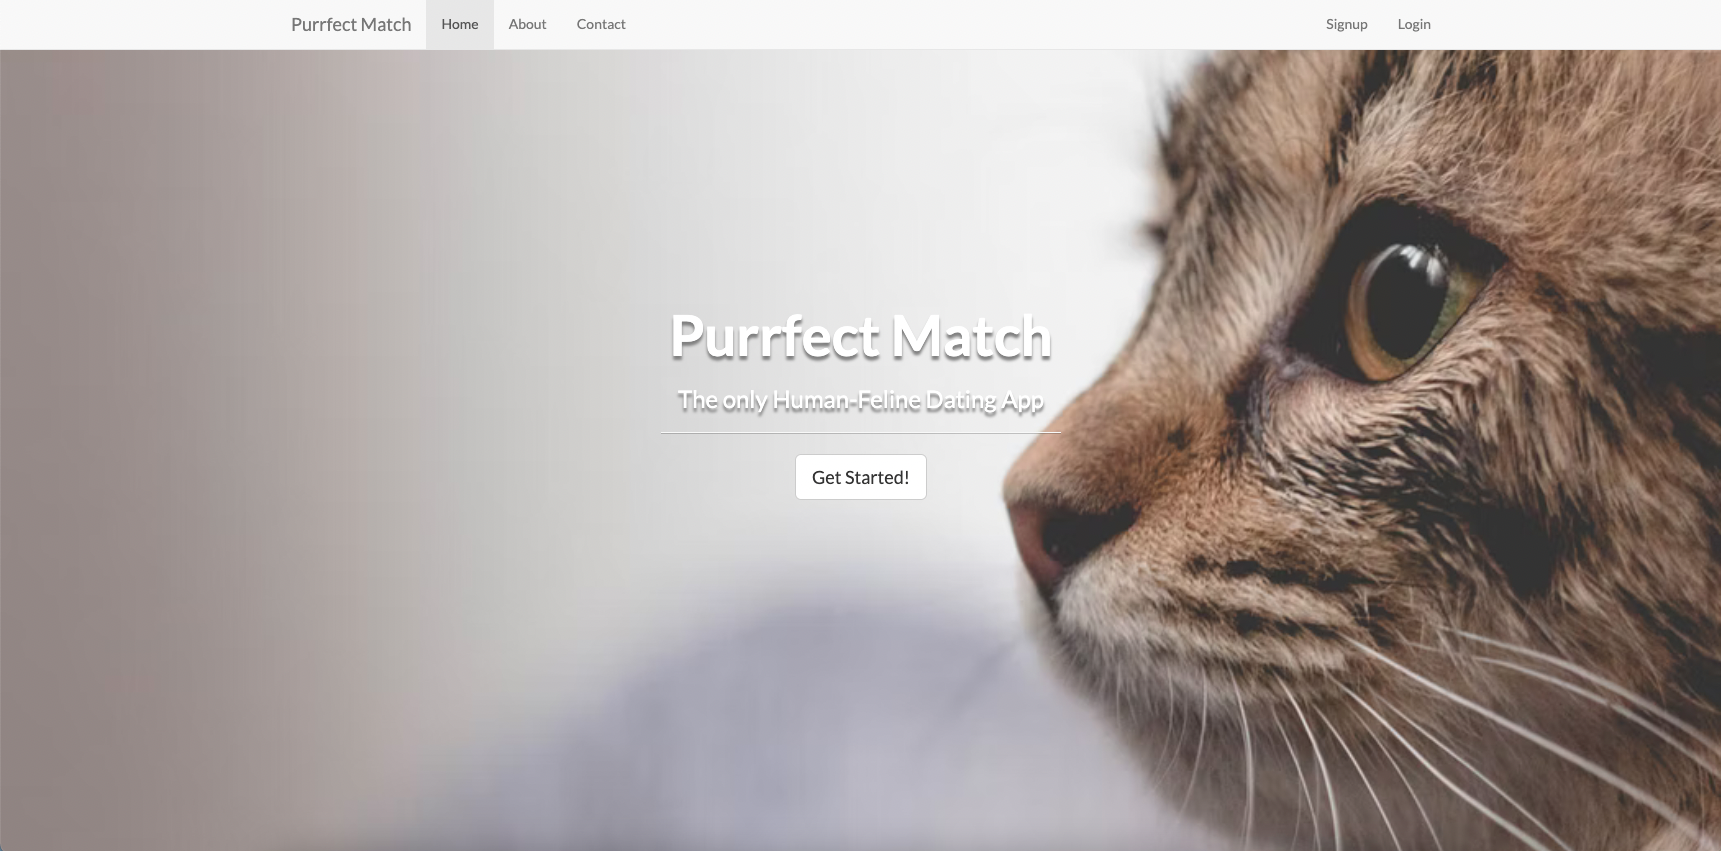 Purrfect Match Home About Contact Signup Login
Purrfect Match
The only Human-Feline Dating App
Get Started!